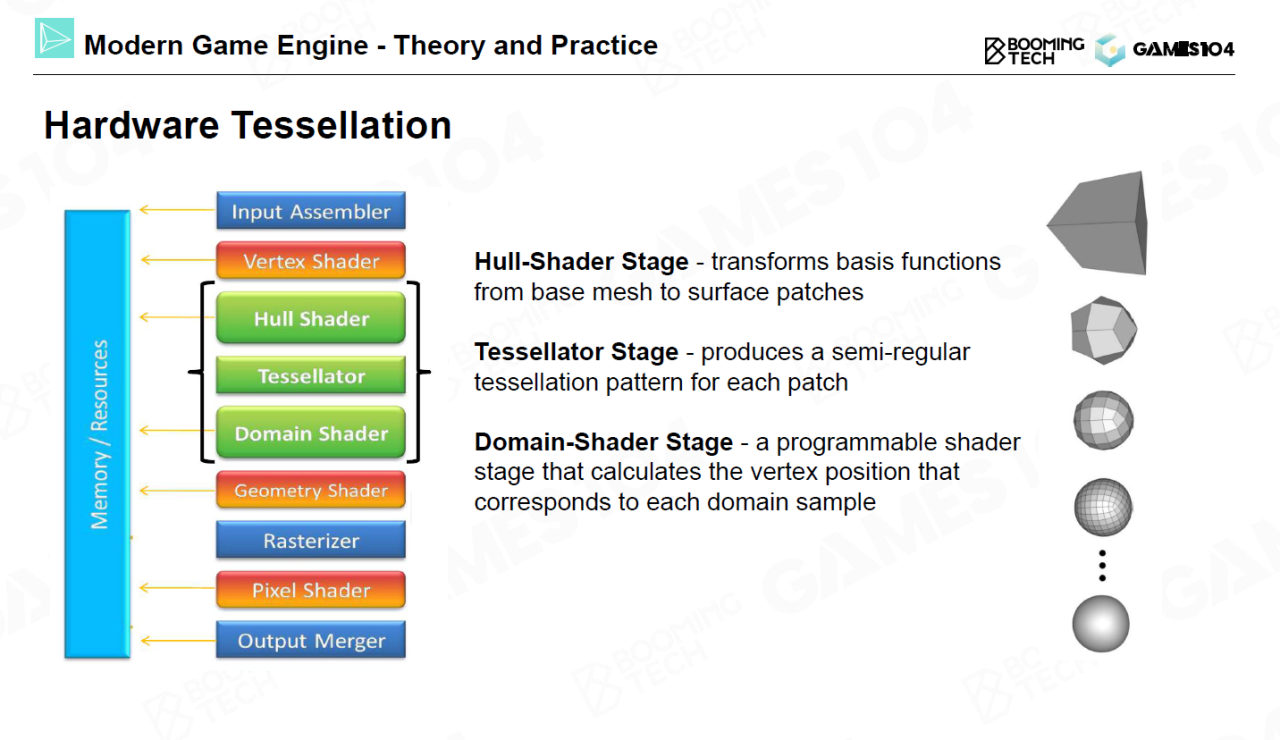 Modern Game Engine - Theory and Practice
BOOMING
TECH
GAMES104
Hardware Tessellation
Memory / Resources
Input Assembler
Vertex Shader
Hull Shader
Tessellator
Domain Shader
Geometry Shader
Rasterizer
Pixel Shader
Output Merger
Hull-Shader Stage - transforms basis functions
from base mesh to surface patches
Tessellator Stage - produces a semi-regular
tessellation pattern for each patch
Domain-Shader Stage - a programmable shader
stage that calculates the vertex position that
corresponds to each domain sample